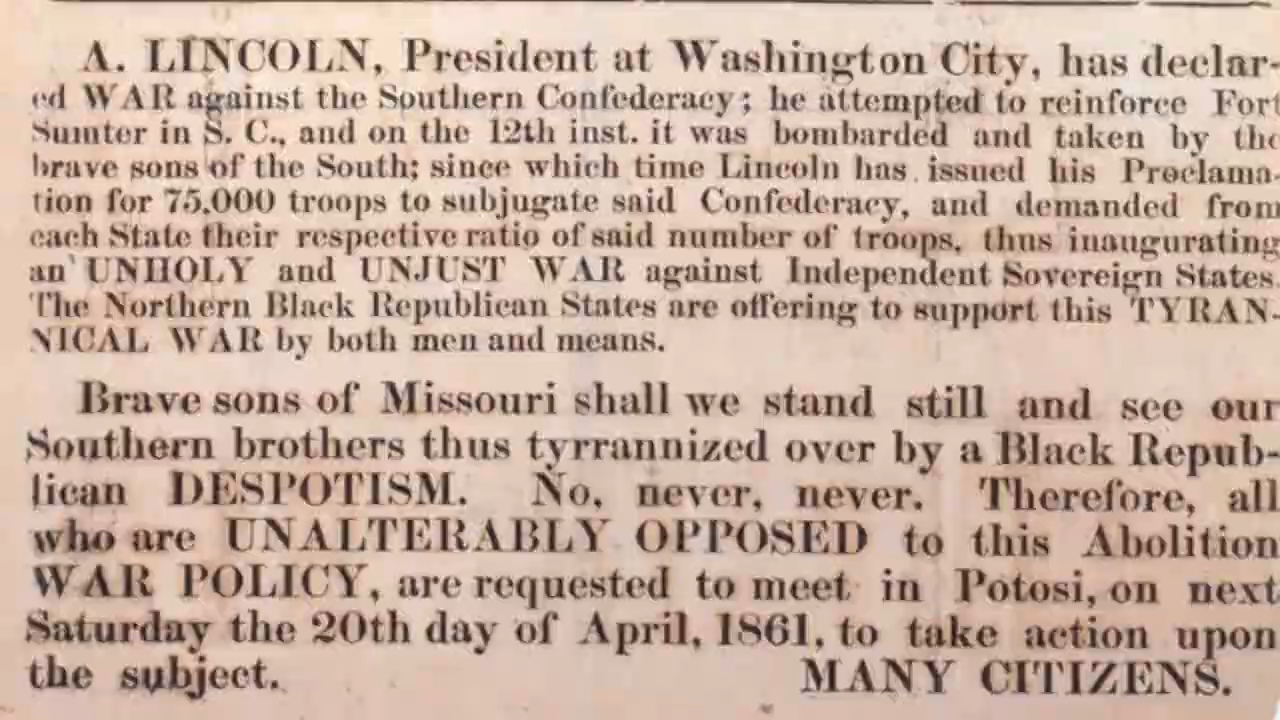 A. LINCOLN, President at Washington City, has declar-
ed WAR against the Southern Confederacy; he attempted to reinforce Fort
Sumter in S. C., and on the 12th inst. it was bombarded and taken by the
brave sons of the South; since which time Lincoln has issued his Proclama-
tion for 75.000 troops to subjugate said Confederacy, and demanded from
each State their respective ratio of said number of troops, thus inaugurating
an UNHOLY and UNJUST WAR against Independent Sovereign States.
The Northern Black Republican States are offering to support this TYRAN-
NICAL WAR by both men and means.
Brave sons of Missouri shall we stand still and see our
Southern brothers thus tyrrannized over by a Black Repub-
lican DESPOTISM. No, never, never. Therefore, all
who are UNALTERABLY OPPOSED to this Abolition
WAR POLICY, are requested to meet in Potosi, on next
Saturday the 20th day of April, 1861, to take action upon
the subject. MANY CITIZENS.